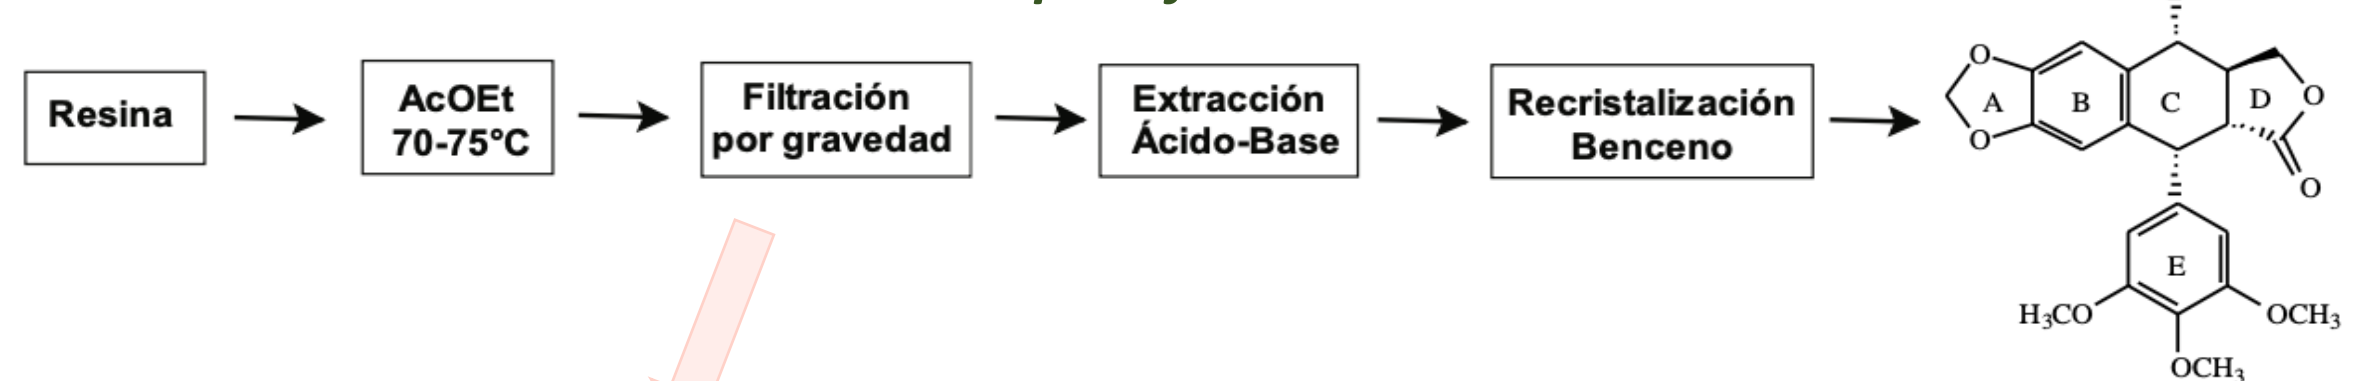 Resina
AcOEt
70-75°C
Filtración
por gravedad
Extracción
Ácido-Base
Recristalización
Benceno
O
O
A
B
C
D
O
O
E
H₃CO
OCH₃
OCH₃